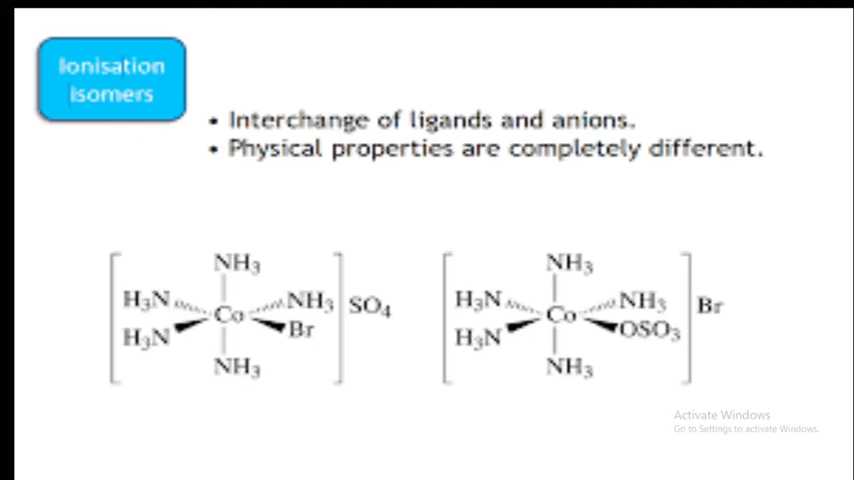 Ionisation
isomers
• Interchange of ligands and anions.
• Physical properties are completely different.
NH3 NH3
H3N NH3 SO4 H3N NH3 Br
Co Co
H3N Br H3N OSO3
NH3 NH3
Activate Windows
Go to Settings to activate Windows.